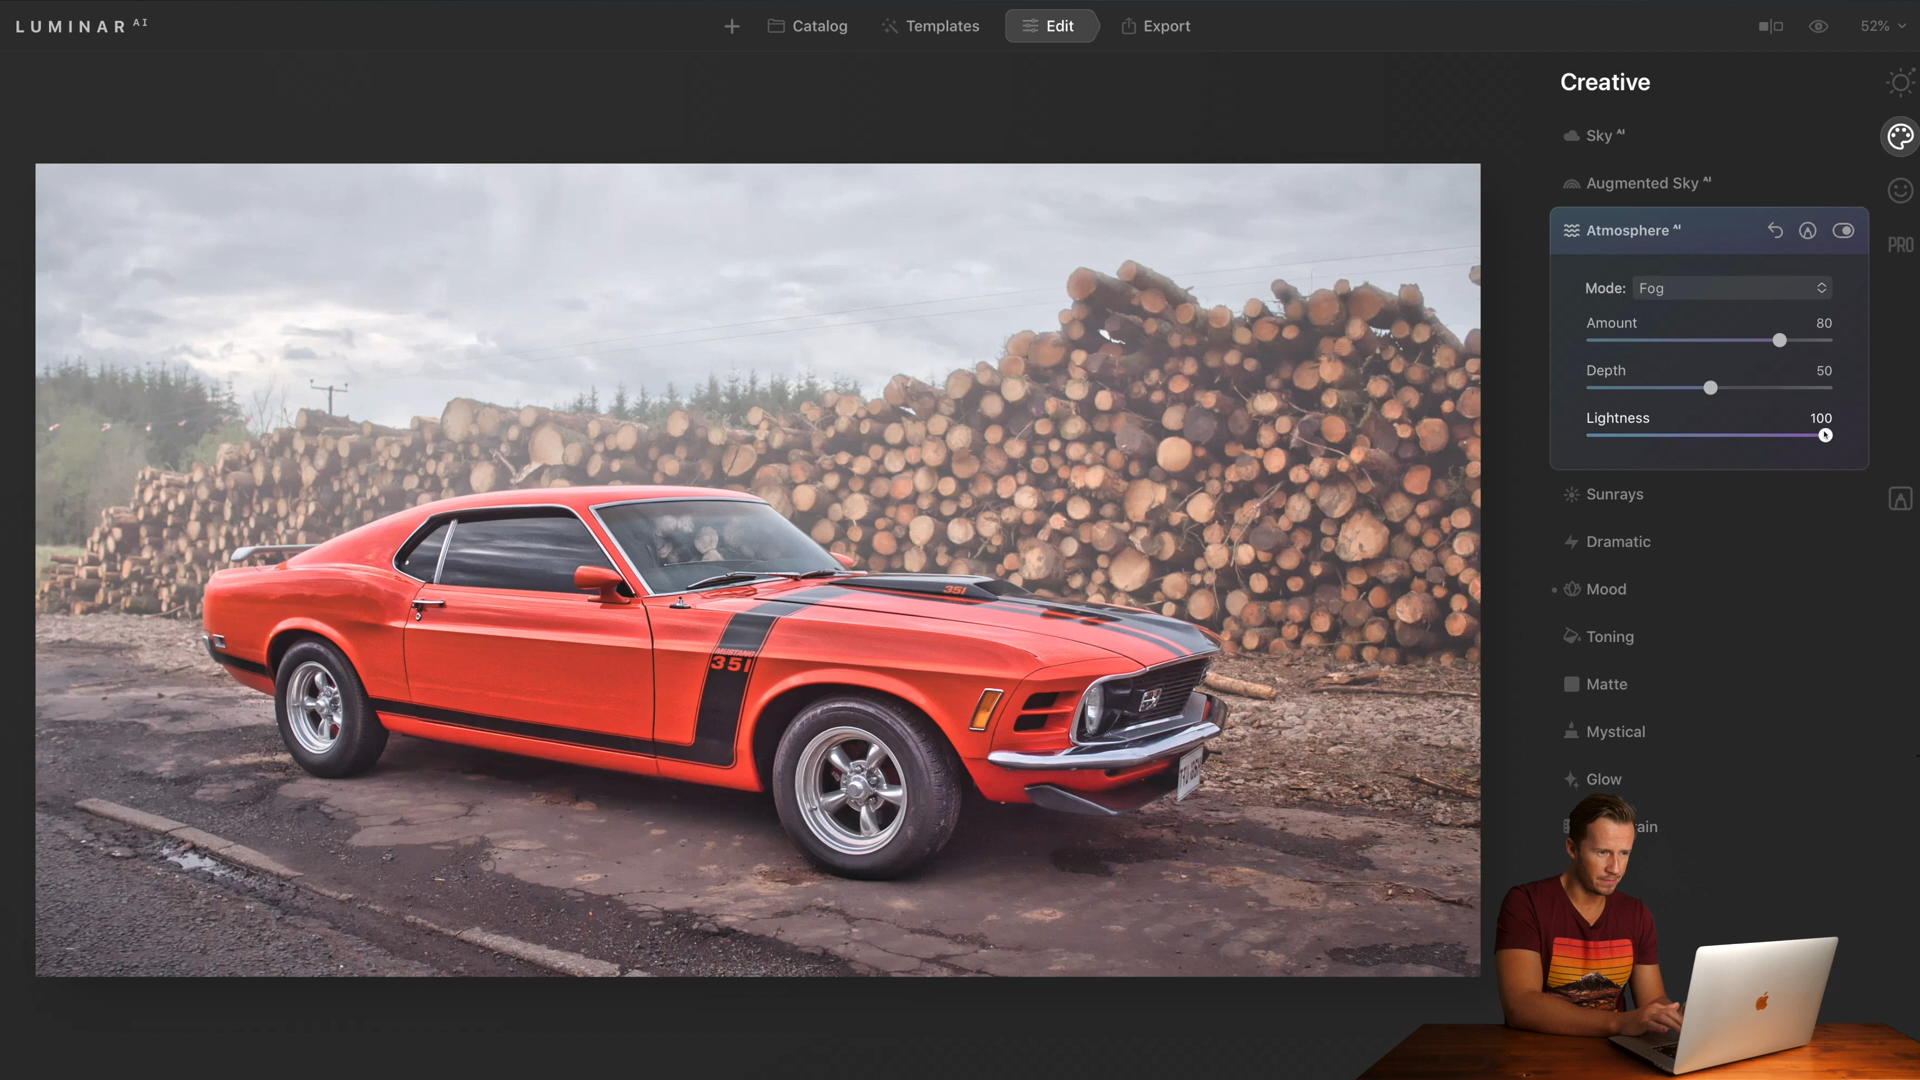 LUMINAR AI
Catalog
Templates
Edit
Export
52%
Creative
Sky AI
Augmented Sky AI
Atmosphere AI
PRO
Mode: Fog
Amount 80
Depth 50
Lightness 100
Sunrays
Dramatic
Mood
Toning
Matte
Mystical
Glow
351
MUSTANG
351